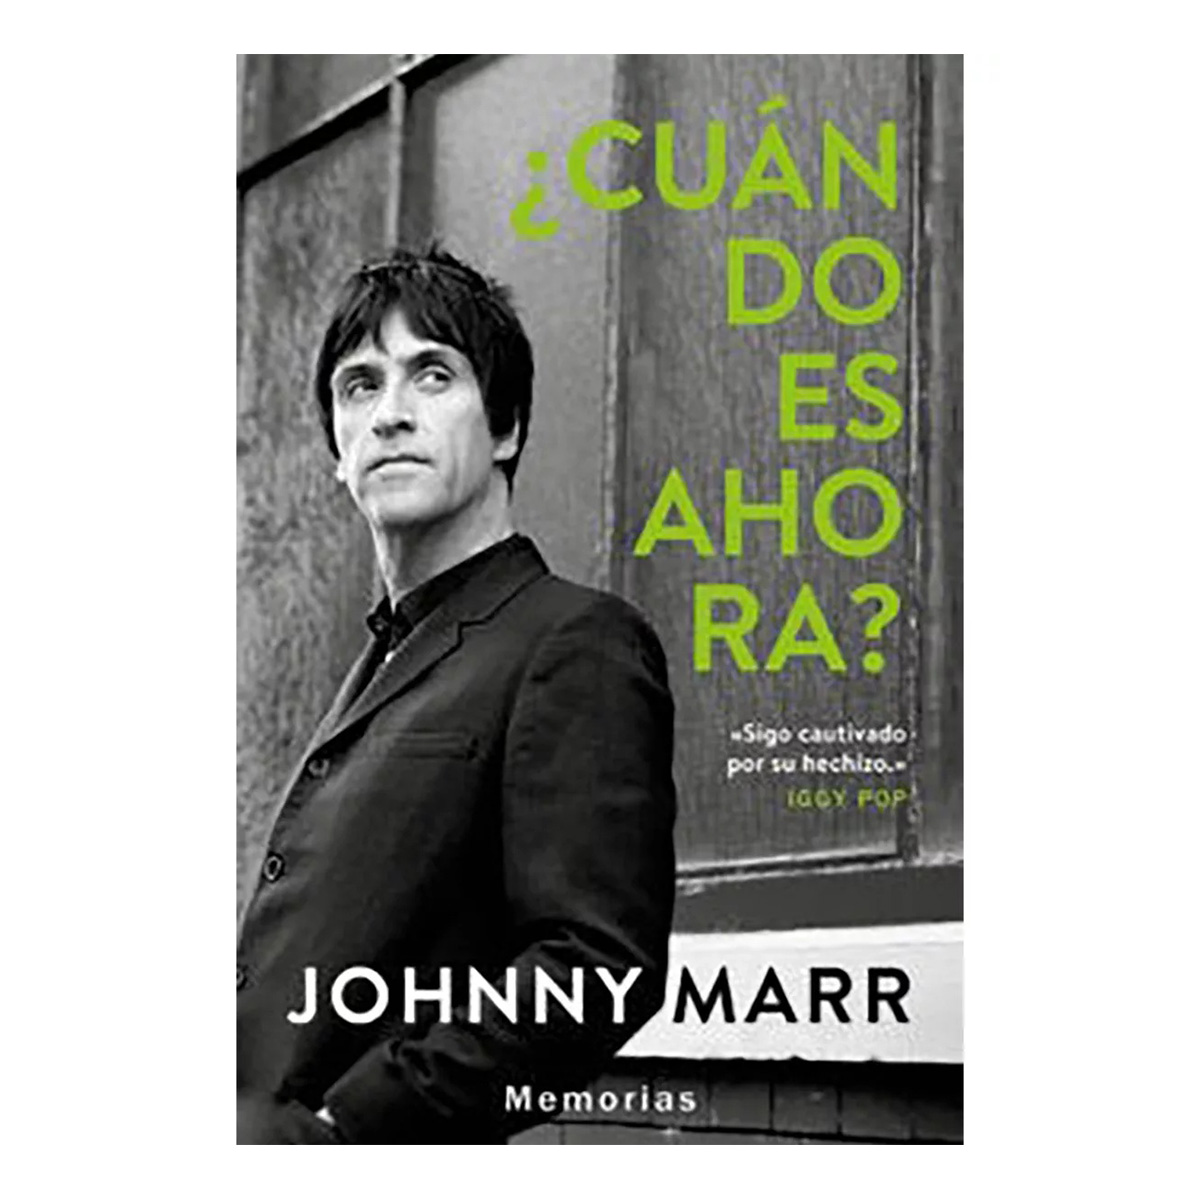 ¿CUÁN
DO
ES
AHO
RA?
«Sigo cautivado
por su hechizo.»
IGGY POP
JOHNNY MARR
Memorias